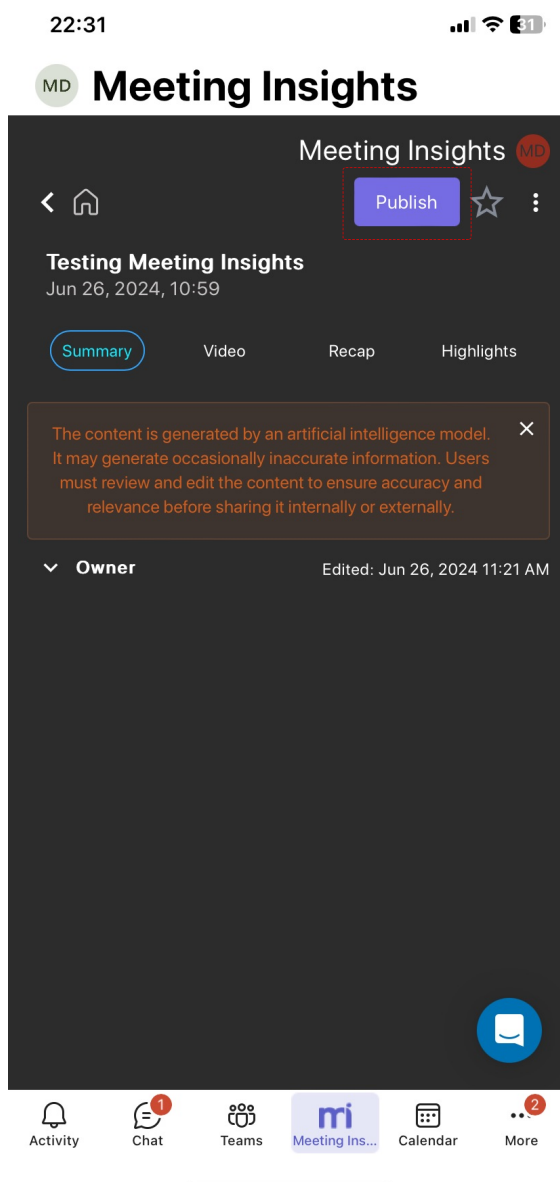 22:31
31
MD Meeting Insights
Meeting Insights MD
Publish
Testing Meeting Insights
Jun 26, 2024, 10:59
Summary Video Recap Highlights
The content is generated by an artificial intelligence model.
It may generate occasionally inaccurate information. Users
must review and edit the content to ensure accuracy and
relevance before sharing it internally or externally.
Owner Edited: Jun 26, 2024 11:21 AM
1 mi 2
Activity Chat Teams Meeting Ins... Calendar More